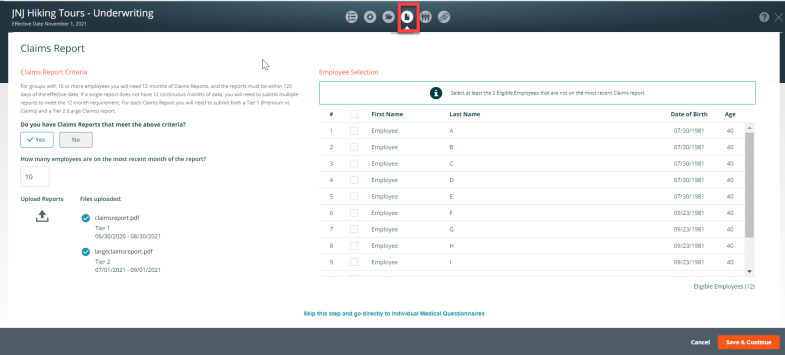 JNJ Hiking Tours - Underwriting
Effective Date November 1, 2021
Claims Report
Claims Report Criteria
For groups with 10 or more employees you will need 12 months of Claims Reports, and the reports must be within 120
days of the effective date. If a single report does not have 12 continuous months of data, you will need to submit multiple
reports to meet the 12 month requirement. For each Claims Report you will need to submit both a Tier 1 (Premium vs
Claims) and a Tier 2 (Large Claims) report.
Do you have Claims Reports that meet the above criteria?
Yes No
How many employees are on the most recent month of the report?
10
Upload Reports Files uploaded:
claimsreport.pdf
Tier 1
06/30/2020 - 08/30/2021
largeclaimsreport.pdf
Tier 2
07/01/2021 - 09/01/2021
Employee Selection
Select at least the 2 Eligible Employees that are not on the most recent Claims report.
# First Name Last Name Date of Birth Age
1 Employee A 07/30/1981 40
2 Employee B 07/30/1981 40
3 Employee C 07/30/1981 40
4 Employee D 07/30/1981 40
5 Employee E 07/30/1981 40
6 Employee F 09/23/1981 40
7 Employee G 09/23/1981 40
8 Employee H 09/23/1981 40
9 Employee I 09/23/1981 40
Eligible Employees (12)
Skip this step and go directly to Individual Medical Questionnaires
Cancel Save & Continue